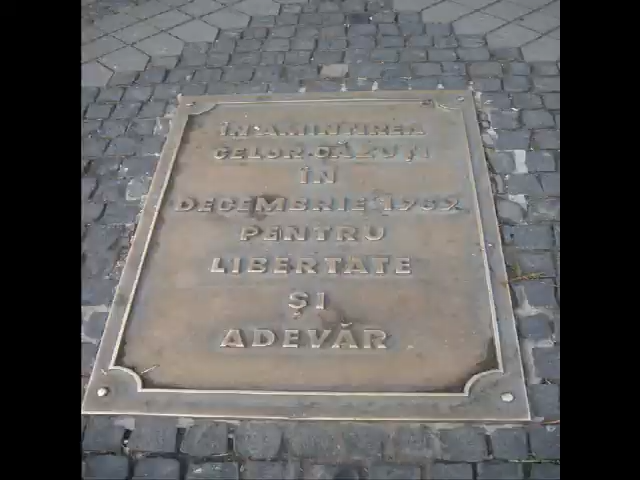 ÎN AMINTIREA
CELOR CĂZUȚI
ÎN
DECEMBRIE 1989
PENTRU
LIBERTATE
ȘI
ADEVĂR